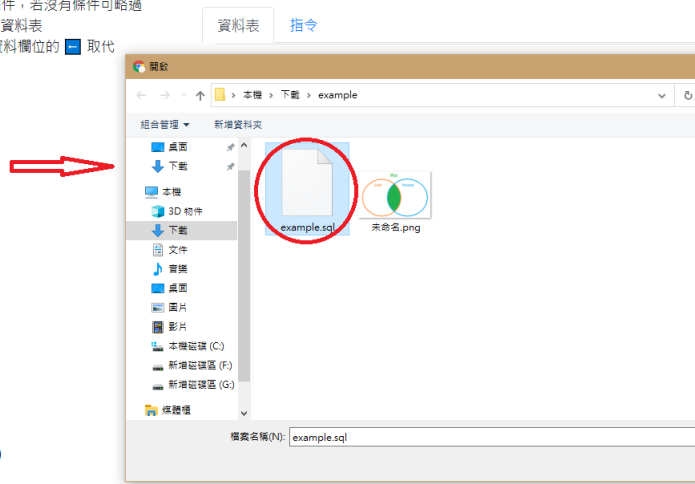 件，若沒有條件可略過
資料表
資料欄位的 取代
資料表 指令
開啟
本機 › 下載 › example
組合管理 新增資料夾
桌面
下載
本機
3D 物件
下載
文件
音樂
桌面
圖片
影片
本機磁碟 (C:)
新增磁碟區 (F:)
新增磁碟區 (G:)
媒體櫃
example.sql
未命名.png
檔案名稱(N): example.sql